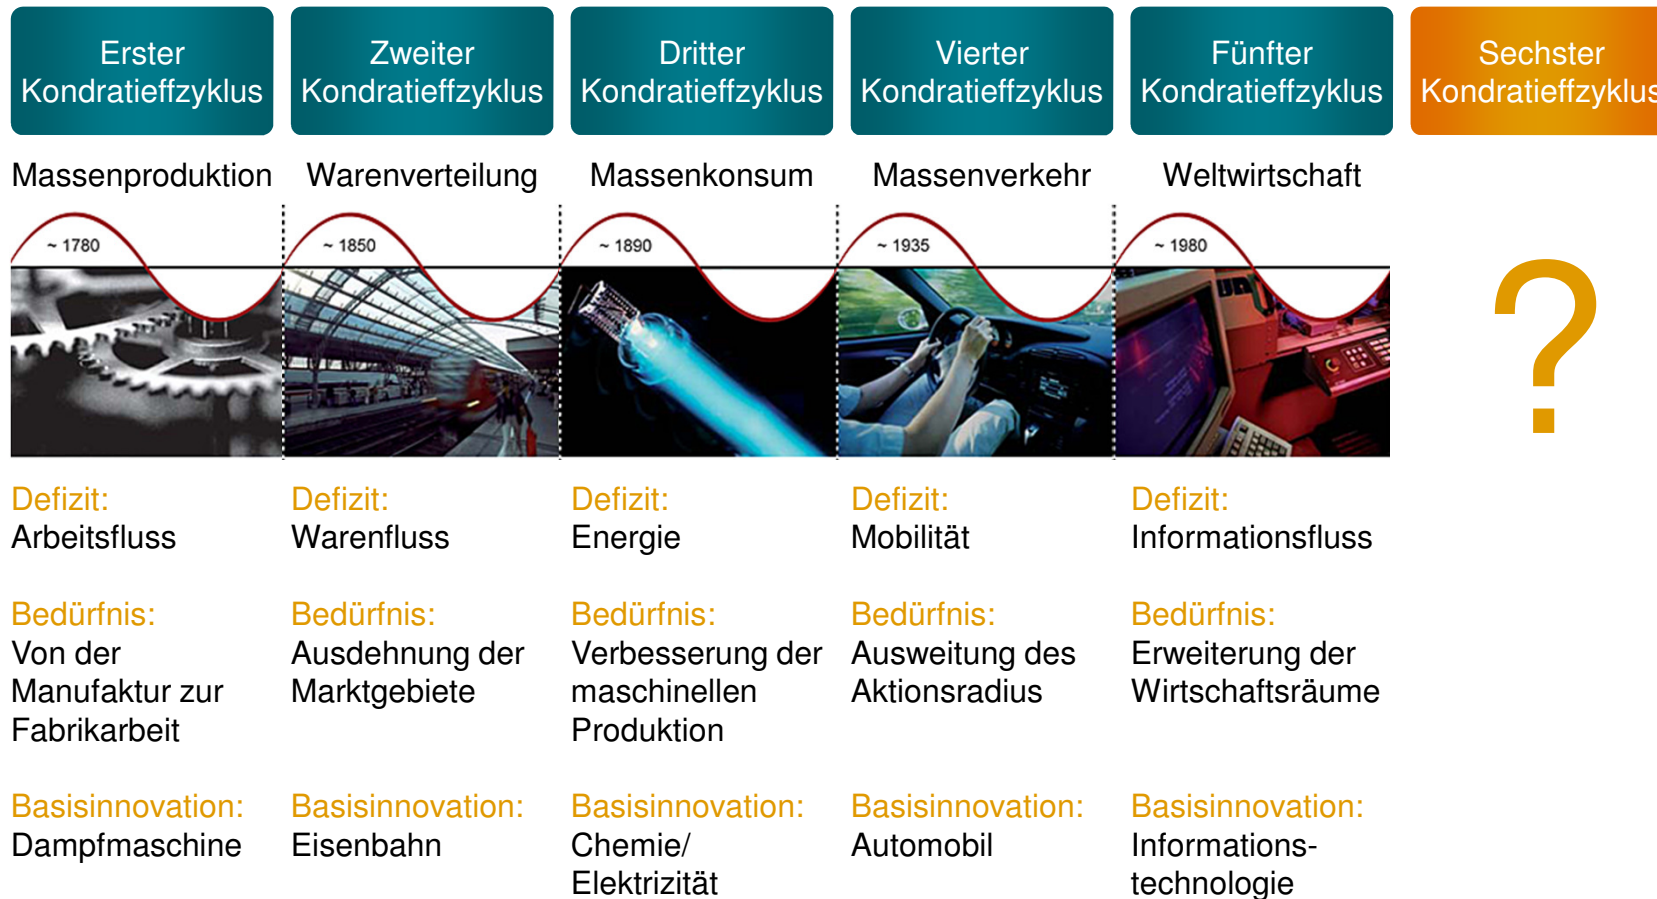 Erster
Kondratieffzyklus
Zweiter
Kondratieffzyklus
Dritter
Kondratieffzyklus
Vierter
Kondratieffzyklus
Fünfter
Kondratieffzyklus
Sechster
Kondratieffzyklus
Massenproduktion
Warenverteilung
Massenkonsum
Massenverkehr
Weltwirtschaft
~ 1780
~ 1850
~ 1890
~ 1935
~ 1980
?
Defizit:
Arbeitsfluss
Defizit:
Warenfluss
Defizit:
Energie
Defizit:
Mobilität
Defizit:
Informationsfluss
Bedürfnis:
Von der
Manufaktur zur
Fabrikarbeit
Bedürfnis:
Ausdehnung der
Marktgebiete
Bedürfnis:
Verbesserung der
maschinellen
Produktion
Bedürfnis:
Ausweitung des
Aktionsradius
Bedürfnis:
Erweiterung der
Wirtschaftsräume
Basisinnovation:
Dampfmaschine
Basisinnovation:
Eisenbahn
Basisinnovation:
Chemie/
Elektrizität
Basisinnovation:
Automobil
Basisinnovation:
Informations-
technologie